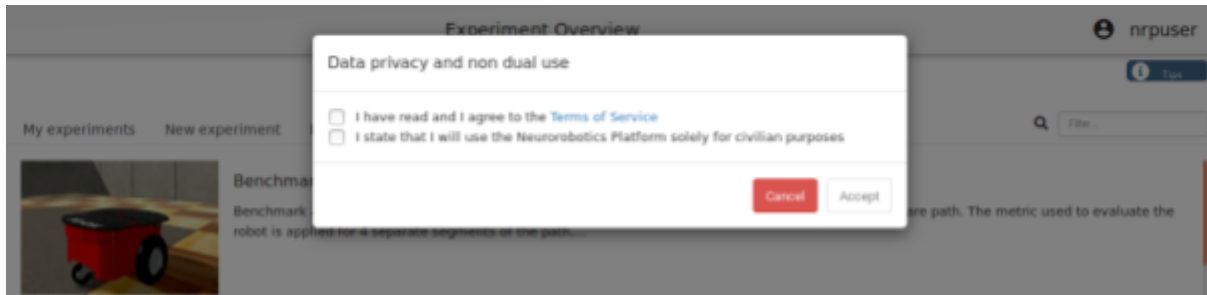 Experiment Overview
nrpuser
Data privacy and non dual use
Tips
I have read and I agree to the Terms of Service
My experiments New experiment
Filter...
I state that I will use the Neurorobotics Platform solely for civilian purposes
Cancel Accept
Benchmark
are path. The metric used to evaluate the
robot is applied for 4 separate segments of the path...